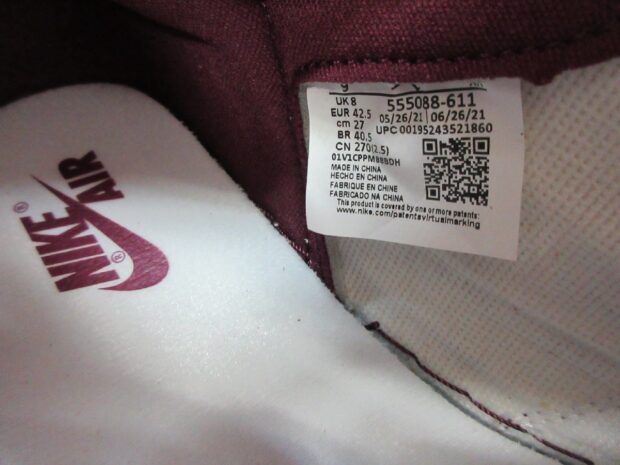 NIKE AIR
®
®
9
UK 8
EUR 42.5
cm 27
BR 40.5
CN 270(2.5)
01V1CPPM88BDH
555088-611
05/26/21 06/26/21
UPC 00195243521860
MADE IN CHINA
HECHO EN CHINA
FABRIQUE EN CHINE
FABRICADO NA CHINA
This product is covered by one or more patents:
www.nike.com/patentsvirtualmarking